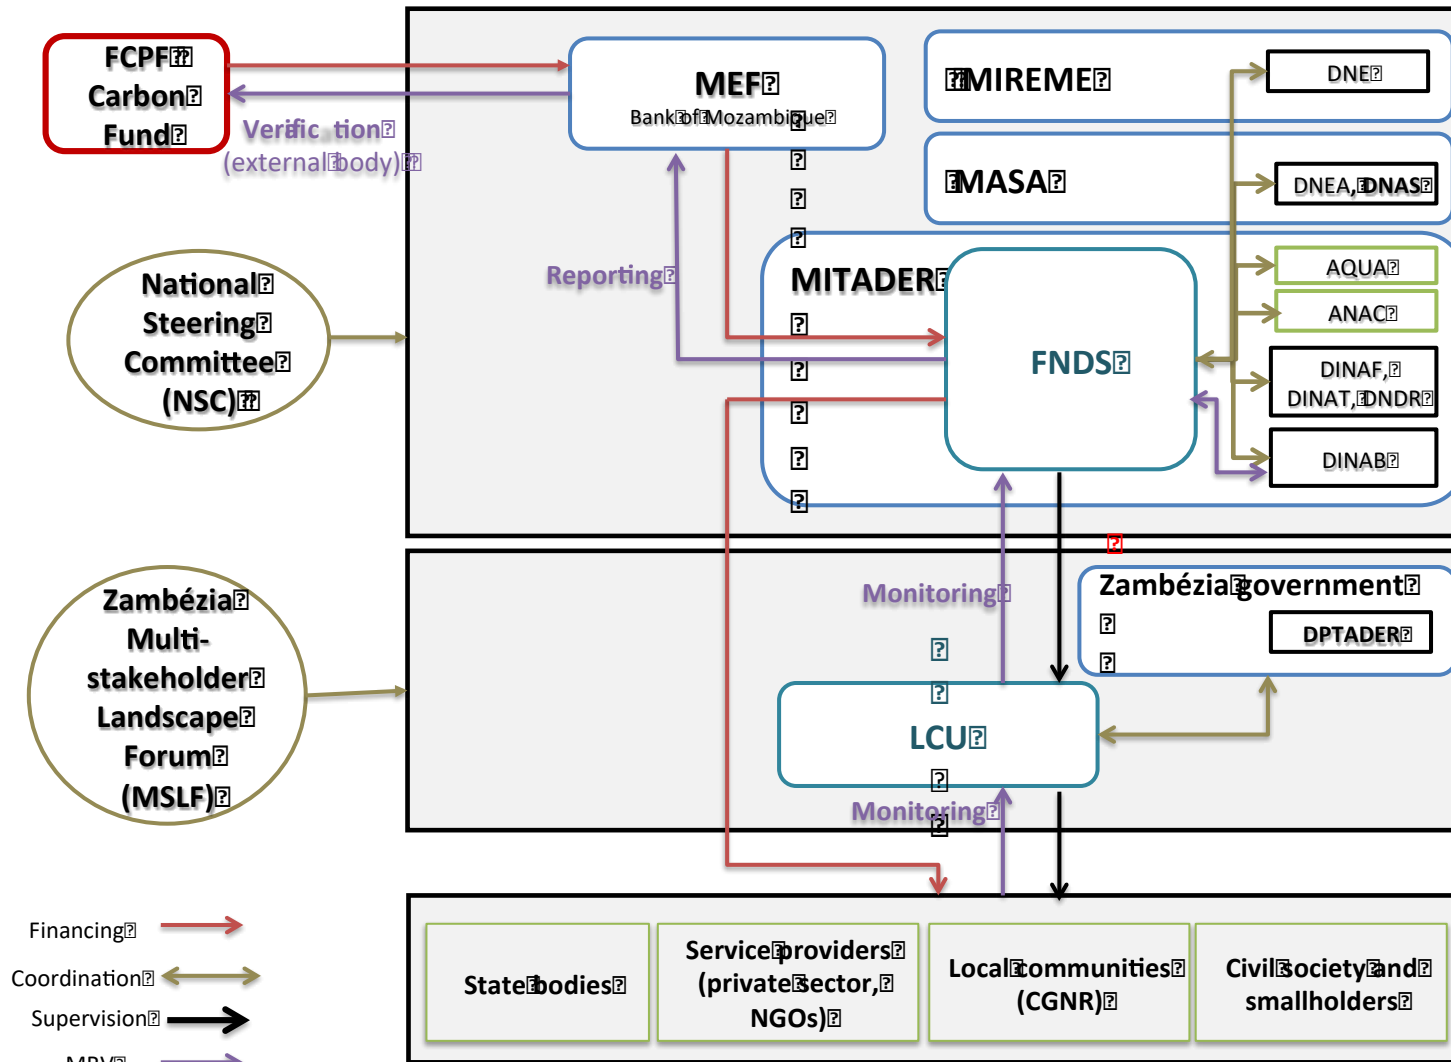 FCPF
Carbon
Fund
MEF
Bank of Mozambique
MIREME
DNE
Verification
(external body)
MASA
DNEA, DNAS
National
Steering
Committee
(NSC)
Reporting
MITADER
FNDS
AQUA
ANAC
DINAF,
DINAT, DNDR
DINAB
Zambézia
Multi-
stakeholder
Landscape
Forum
(MSLF)
Monitoring
Zambézia government
DPTADER
LCU
Monitoring
State bodies
Service providers
(private sector,
NGOs)
Local communities
(CGNR)
Civil society and
smallholders
Financing
Coordination
Supervision
MRV